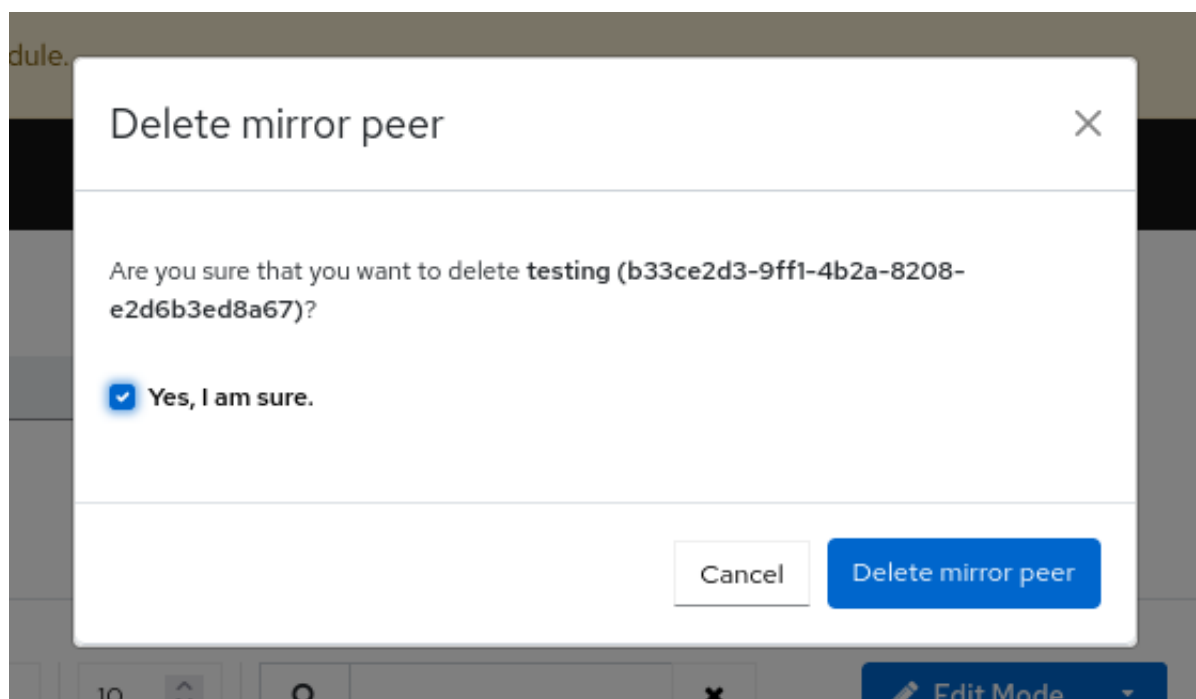 dule.
Delete mirror peer
Are you sure that you want to delete testing (b33ce2d3-9ff1-4b2a-8208-
e2d6b3ed8a67)?
Yes, I am sure.
Cancel
Delete mirror peer
10
Edit Mode